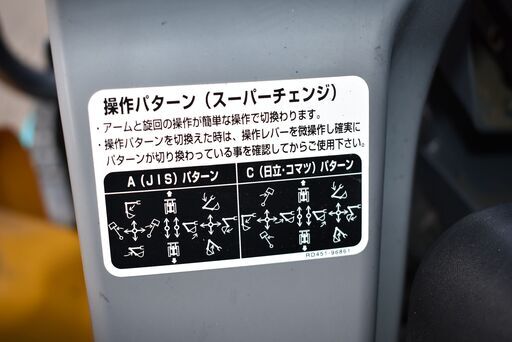 操作パターン（スーパーチェンジ）
・アームと旋回の操作が簡単な操作で切換わります。
・操作パターンを切換えた時は、操作レバーを微操作し確実に
パターンが切り換わっている事を確認してからご使用下さい。
A（JIS）パターン
C（日立・コマツ）パターン
RD451-96861